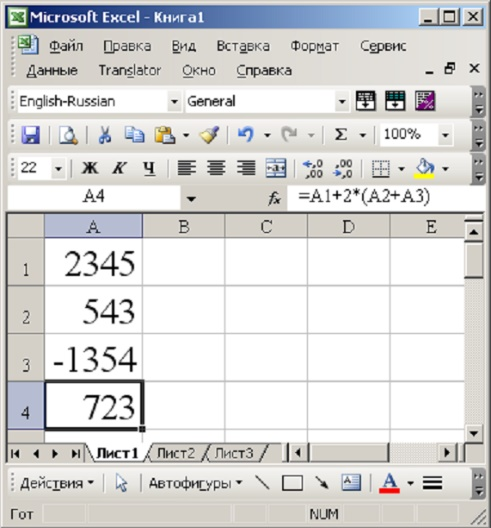 Microsoft Excel - Книга1
Файл Правка Вид Вставка Формат Сервис
Данные Translator Окно Справка
English-Russian General
Σ 100%
22 Ж К Ч
A4 fx =A1+2*(A2+A3)
A B C D E
1 2345
2 543
3 -1354
4 723
Лист1 Лист2 Лист3
Действия Автофигуры A
Гот NUM